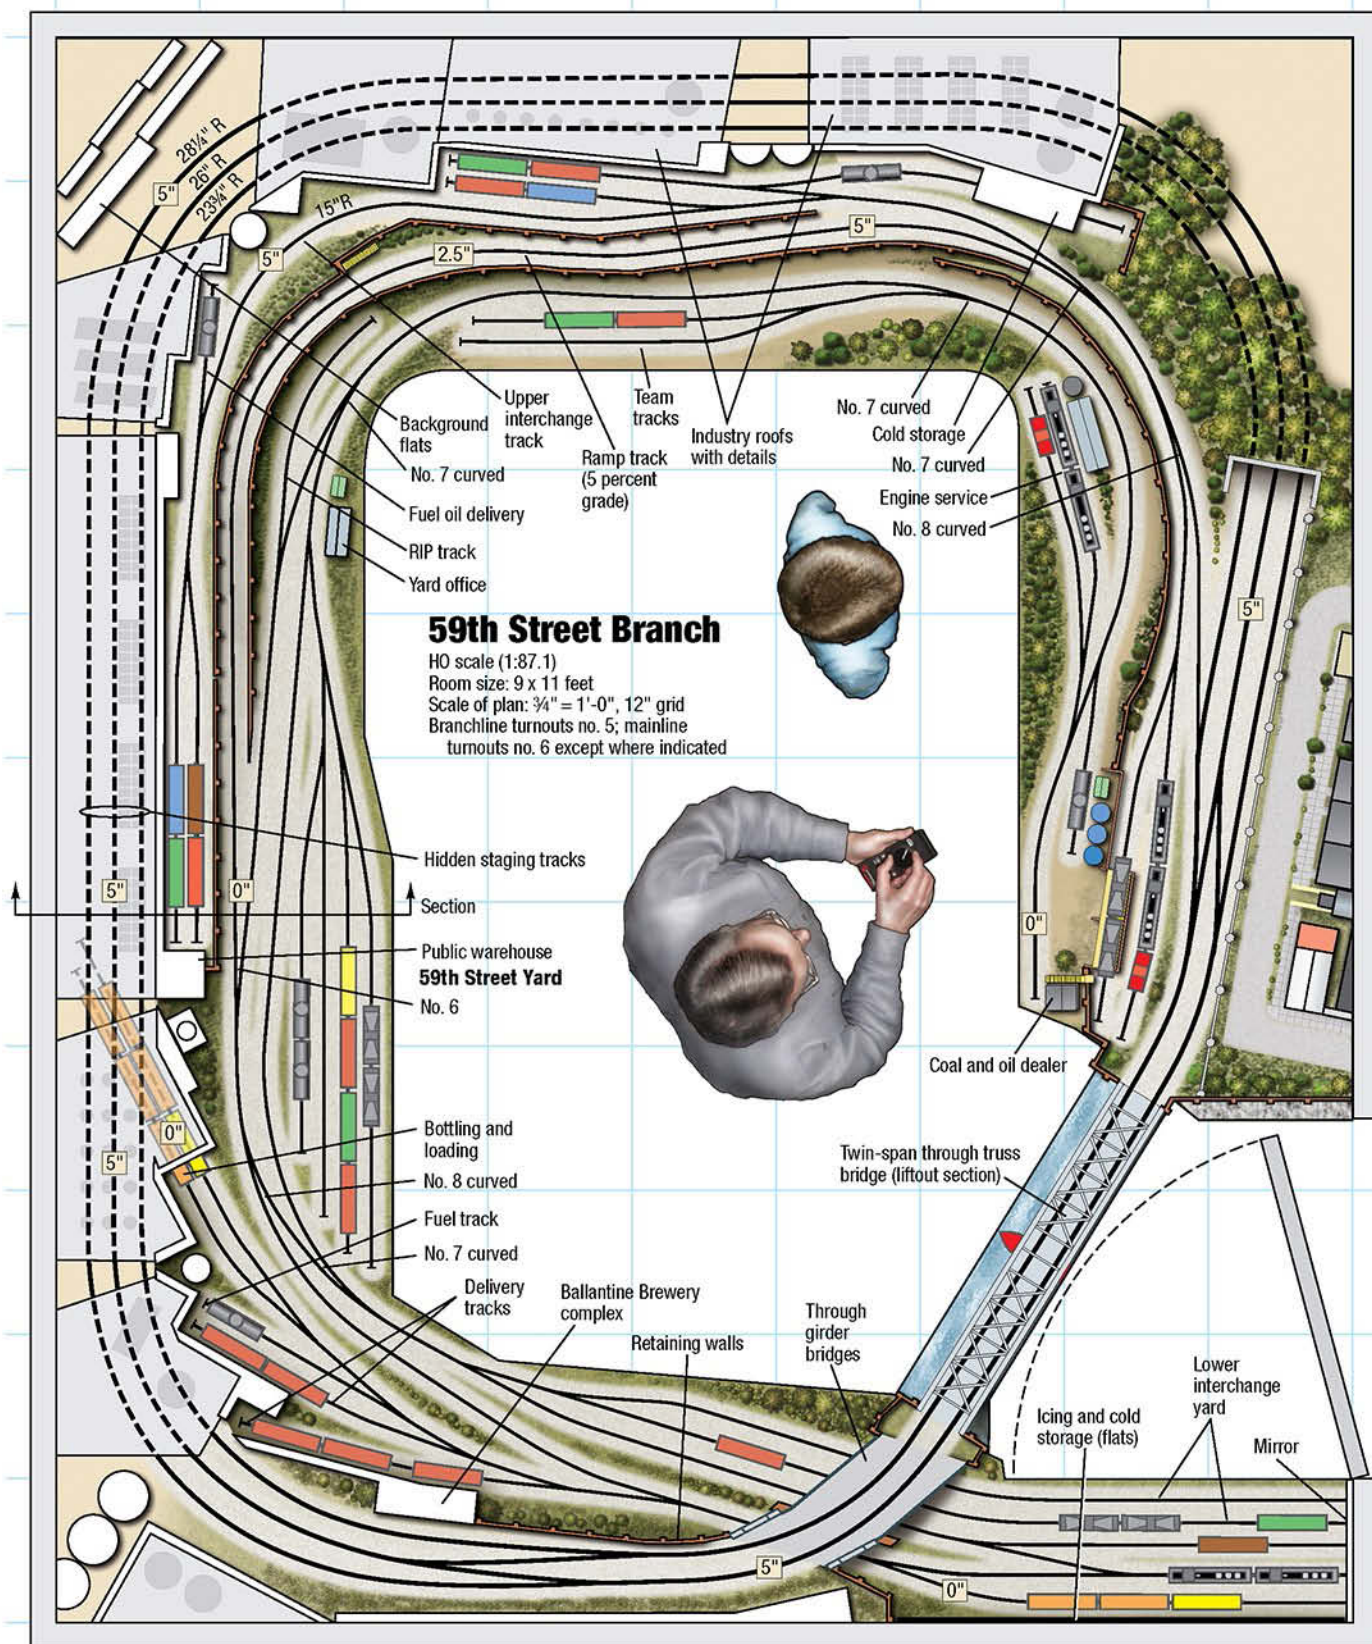 28¼" R
26" R
23¾" R
5"
15"R
5"
2.5"
5"
Background
flats
No. 7 curved
Fuel oil delivery
RIP track
Yard office
Upper
interchange
track
Ramp track
(5 percent
grade)
Team
tracks
Industry roofs
with details
No. 7 curved
Cold storage
No. 7 curved
Engine service
No. 8 curved
5"
59th Street Branch
HO scale (1:87.1)
Room size: 9 x 11 feet
Scale of plan: ¾" = 1'-0", 12" grid
Branchline turnouts no. 5; mainline
turnouts no. 6 except where indicated
Hidden staging tracks
5"
0"
Section
Public warehouse
59th Street Yard
No. 6
0"
Coal and oil dealer
0"
5"
Bottling and
loading
No. 8 curved
Fuel track
No. 7 curved
Delivery
tracks
Ballantine Brewery
complex
Retaining walls
Through
girder
bridges
Twin-span through truss
bridge (liftout section)
Lower
interchange
yard
Icing and cold
storage (flats)
Mirror
5"
0"